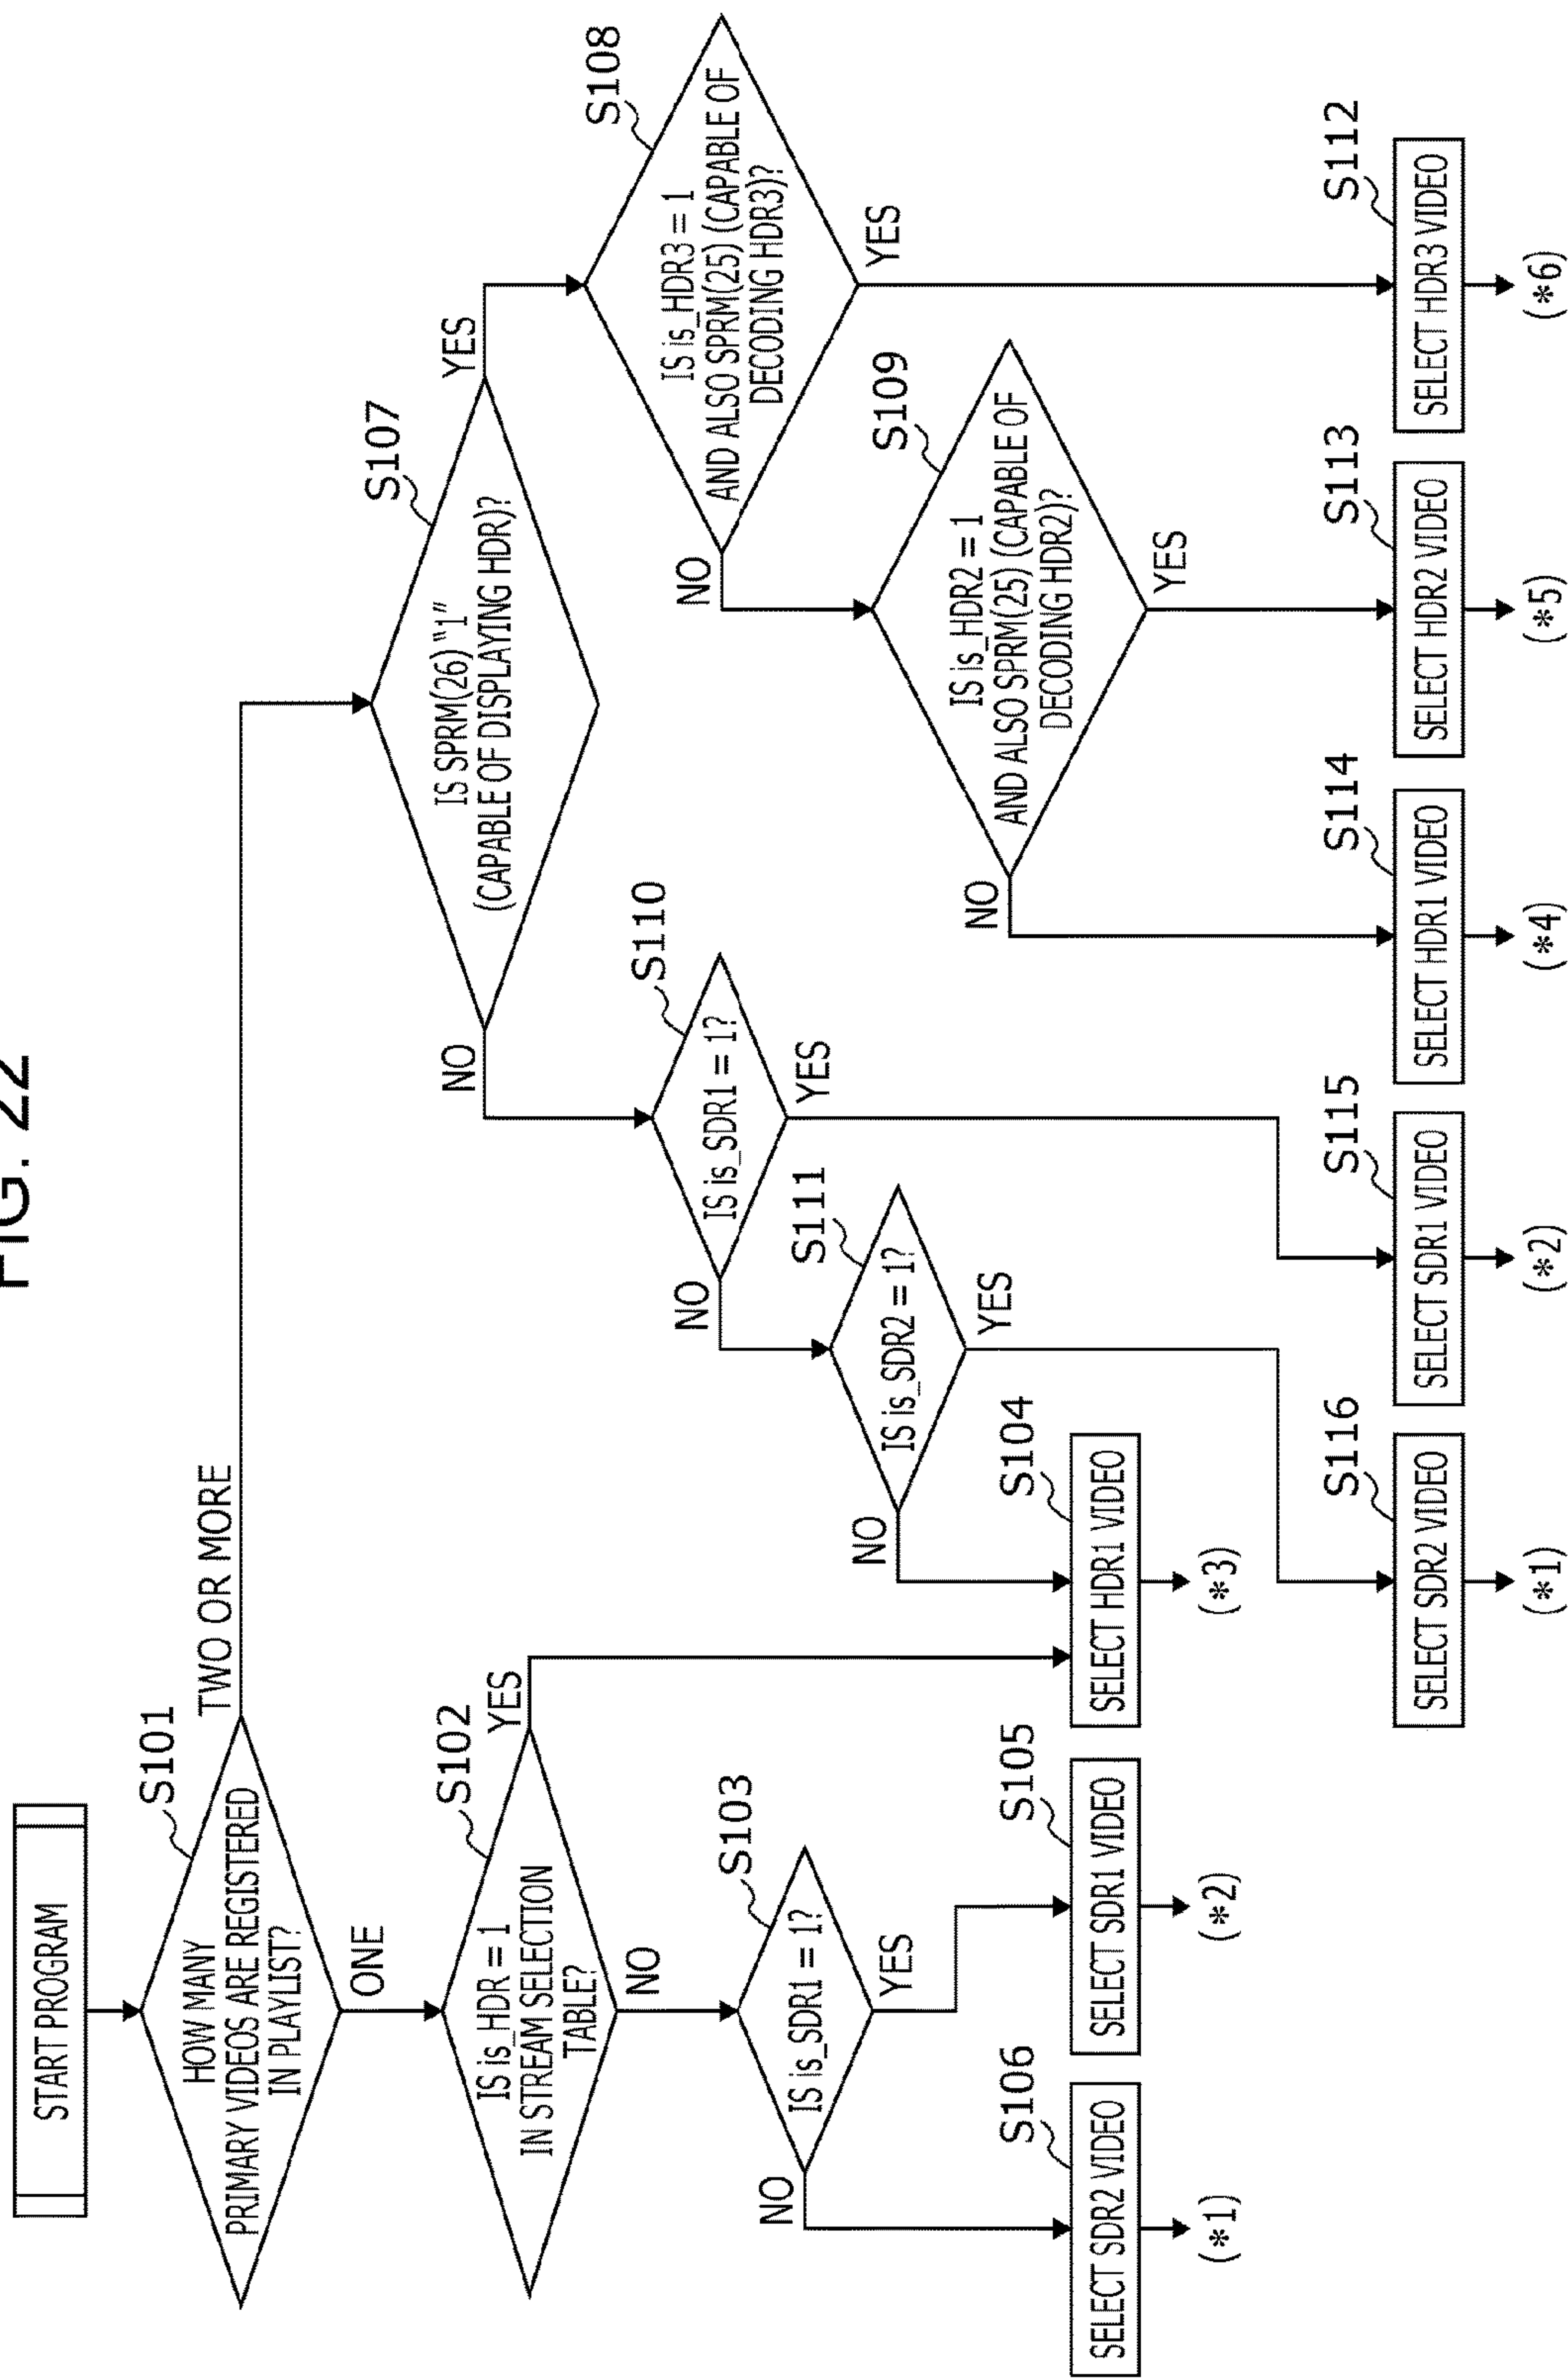 FIG. 22
START PROGRAM
S101
HOW MANY
PRIMARY VIDEOS ARE REGISTERED
IN PLAYLIST?
TWO OR MORE
ONE
S102
IS is_HDR = 1
IN STREAM SELECTION
TABLE?
YES
NO
S103
IS is_SDR1 = 1?
NO
YES
S106
SELECT SDR2 VIDEO
(*1)
S105
SELECT SDR1 VIDEO
(*2)
S104
SELECT HDR1 VIDEO
(*3)
S107
IS SPRM(26) "1"
(CAPABLE OF DISPLAYING HDR)?
NO
YES
S110
IS is_SDR1 = 1?
NO
YES
S111
IS is_SDR2 = 1?
NO
YES
S108
IS is_HDR3 = 1
AND ALSO SPRM(25) (CAPABLE OF
DECODING HDR3)?
NO
YES
S109
IS is_HDR2 = 1
AND ALSO SPRM(25) (CAPABLE OF
DECODING HDR2)?
NO
YES
S116
SELECT SDR2 VIDEO
(*1)
S115
SELECT SDR1 VIDEO
(*2)
S114
SELECT HDR1 VIDEO
(*4)
S113
SELECT HDR2 VIDEO
(*5)
S112
SELECT HDR3 VIDEO
(*6)